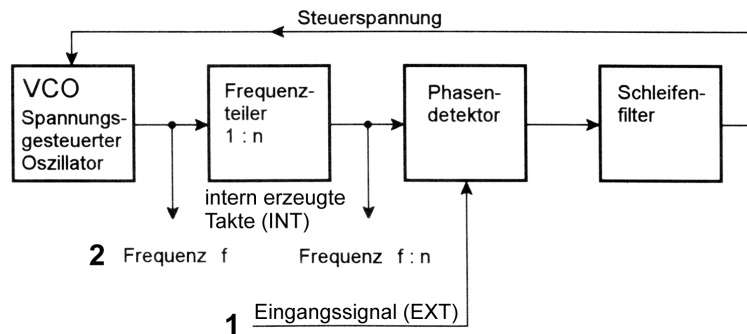 Steuerspannung
VCO
Spannungs-
gesteuerter
Oszillator
Frequenz-
teiler
1 : n
Phasen-
detektor
Schleifen-
filter
intern erzeugte
Takte (INT)
2 Frequenz f
Frequenz f : n
1 Eingangssignal (EXT)